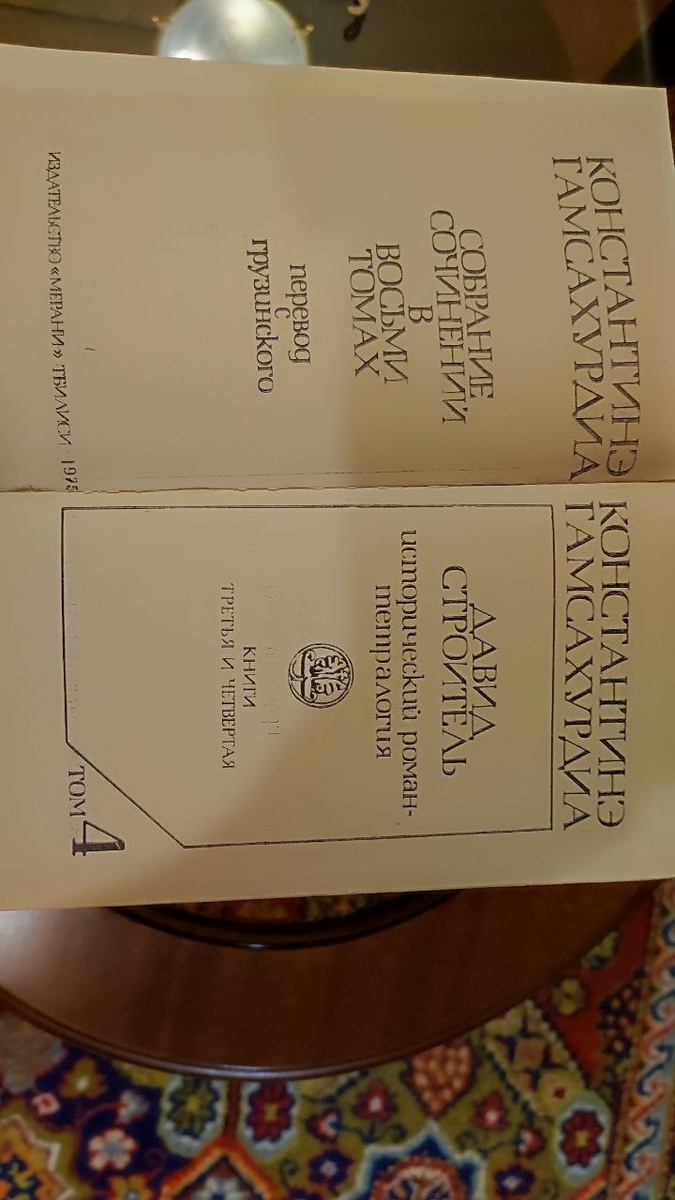 КОНСТАНТИНЭ
ГАМСАХУРДИА
СОБРАНИЕ
СОЧИНЕНИЙ
В
ВОСЬМИ
ТОМАХ
перевод
с
грузинского
ИЗДАТЕЛЬСТВО «МЕРАНИ» ТБИЛИСИ 1975
КОНСТАНТИНЭ
ГАМСАХУРДИА
ДАВИД
СТРОИТЕЛЬ
исторический роман-
тетралогия
КНИГИ
ТРЕТЬЯ И ЧЕТВЕРТАЯ
ТОМ 4